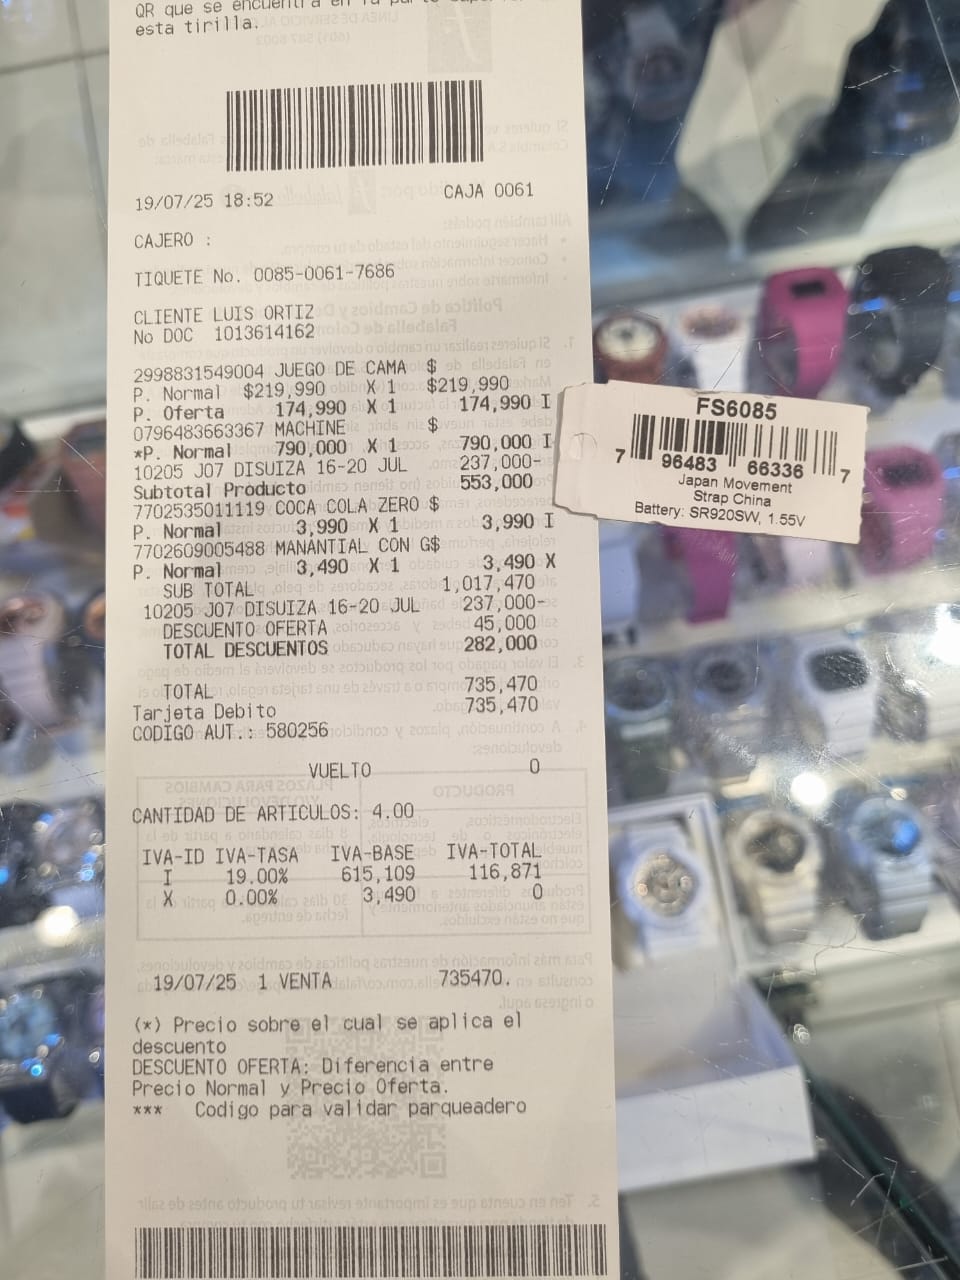 QR que se encuentra en la parte
esta tirilla.
19/07/25 18:52 CAJA 0061
CAJERO :
TIQUETE No. 0085-0061-7686
CLIENTE LUIS ORTIZ
No DOC 1013614162
2998831549004 JUEGO DE CAMA $
P. Normal $219,990 X 1 $219,990
P. Oferta 174,990 X 1 174,990 I
0796483663367 MACHINE $
*P. Normal 790,000 X 1 790,000 I
10205 J07 DISUIZA 16-20 JUL 237,000-
Subtotal Producto 553,000
7702535011119 COCA COLA ZERO $
P. Normal 3,990 X 1 3,990 I
7702609005488 MANANTIAL CON G$
P. Normal 3,490 X 1 3,490 X
SUB TOTAL 1,017,470
10205 J07 DISUIZA 16-20 JUL 237,000-
DESCUENTO OFERTA 45,000
TOTAL DESCUENTOS 282,000
TOTAL 735,470
Tarjeta Debito 735,470
CODIGO AUT.: 580256
VUELTO 0
CANTIDAD DE ARTICULOS: 4.00
IVA-ID IVA-TASA IVA-BASE IVA-TOTAL
I 19.00% 615,109 116,871
X 0.00% 3,490 0
19/07/25 1 VENTA 735470.
(*) Precio sobre el cual se aplica el
descuento
DESCUENTO OFERTA: Diferencia entre
Precio Normal y Precio Oferta.
*** Codigo para validar parqueadero
FS6085
7 96483 66336 7
Japan Movement
Strap China
Battery: SR920SW, 1.55V